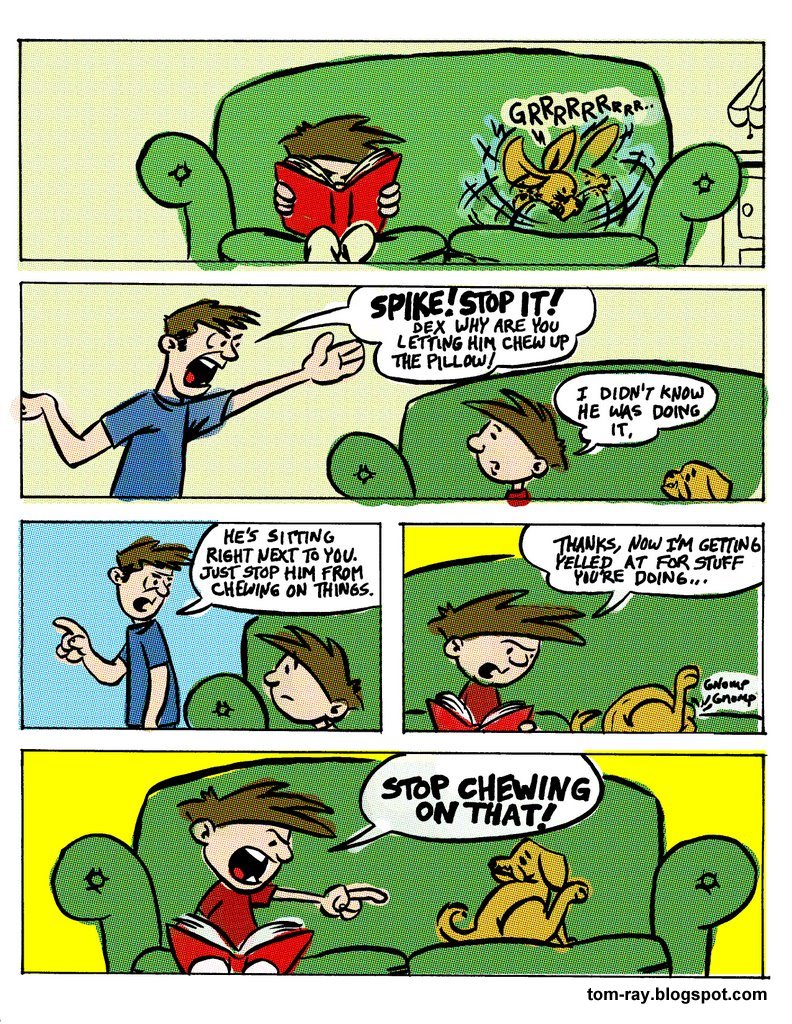 GRRRRRRRRR..
SPIKE! STOP IT!
DEX WHY ARE YOU
LETTING HIM CHEW UP
THE PILLOW!
I DIDN'T KNOW
HE WAS DOING
IT.
HE'S SITTING
RIGHT NEXT TO YOU.
JUST STOP HIM FROM
CHEWING ON THINGS.
THANKS, NOW I'M GETTING
YELLED AT FOR STUFF
YOU'RE DOING...
GNOMP
GNOMP
STOP CHEWING
ON THAT!
tom-ray.blogspot.com